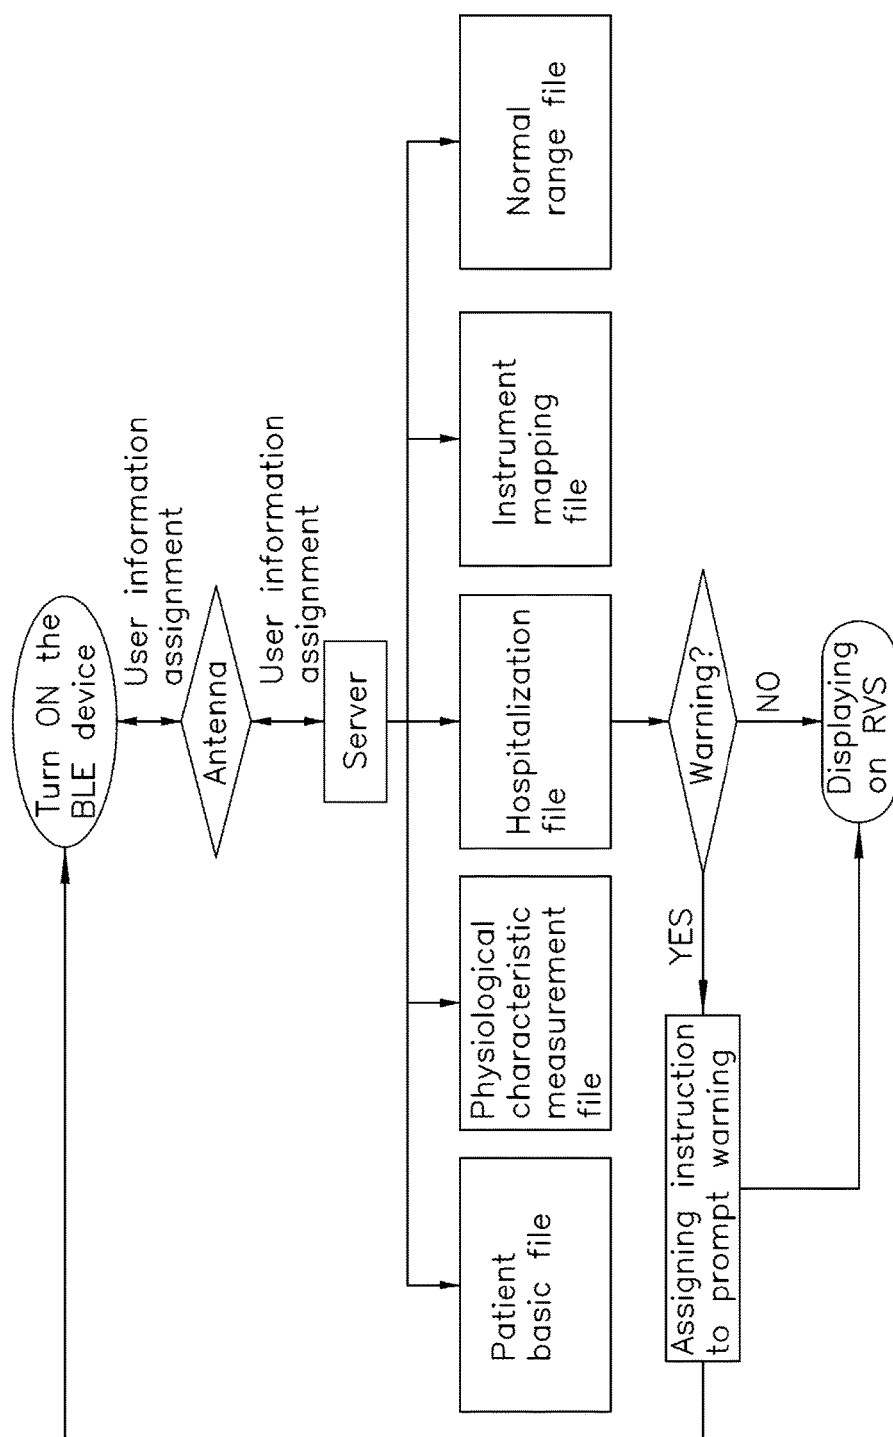 Turn ON the
BLE device
User information
assignment
Antenna
User information
assignment
Server
Patient
basic file
Physiological
characteristic
measurement
file
Hospitalization
file
Instrument
mapping
file
Normal
range file
Warning?
YES
NO
Assigning instruction
to prompt warning
Displaying
on RVS